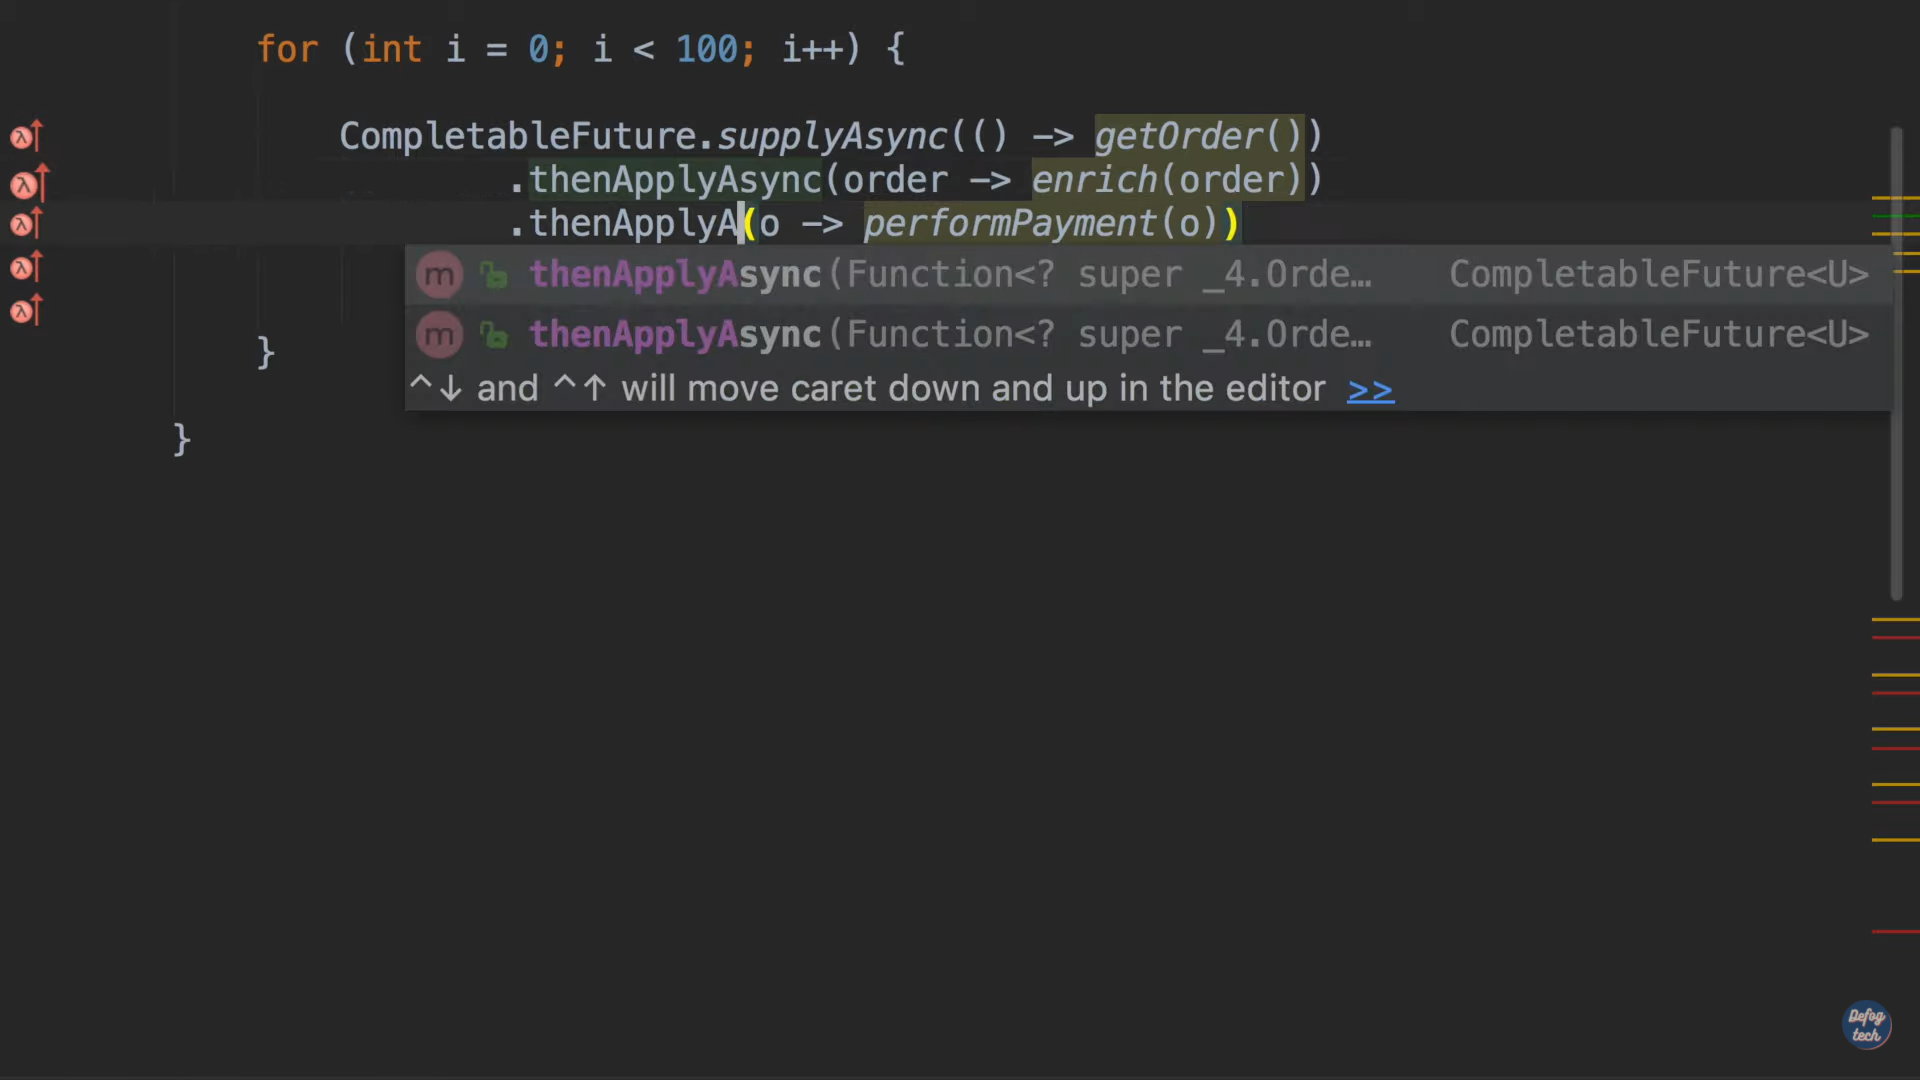 for (int i = 0; i < 100; i++) {
CompletableFuture.supplyAsync(() -> getOrder())
.thenApplyAsync(order -> enrich(order))
.thenApplyA(o -> performPayment(o))
m thenApplyAsync(Function<? super _4.Orde… CompletableFuture<U>
m thenApplyAsync(Function<? super _4.Orde… CompletableFuture<U>
^↓ and ^↑ will move caret down and up in the editor >>
}
}
Defog
tech